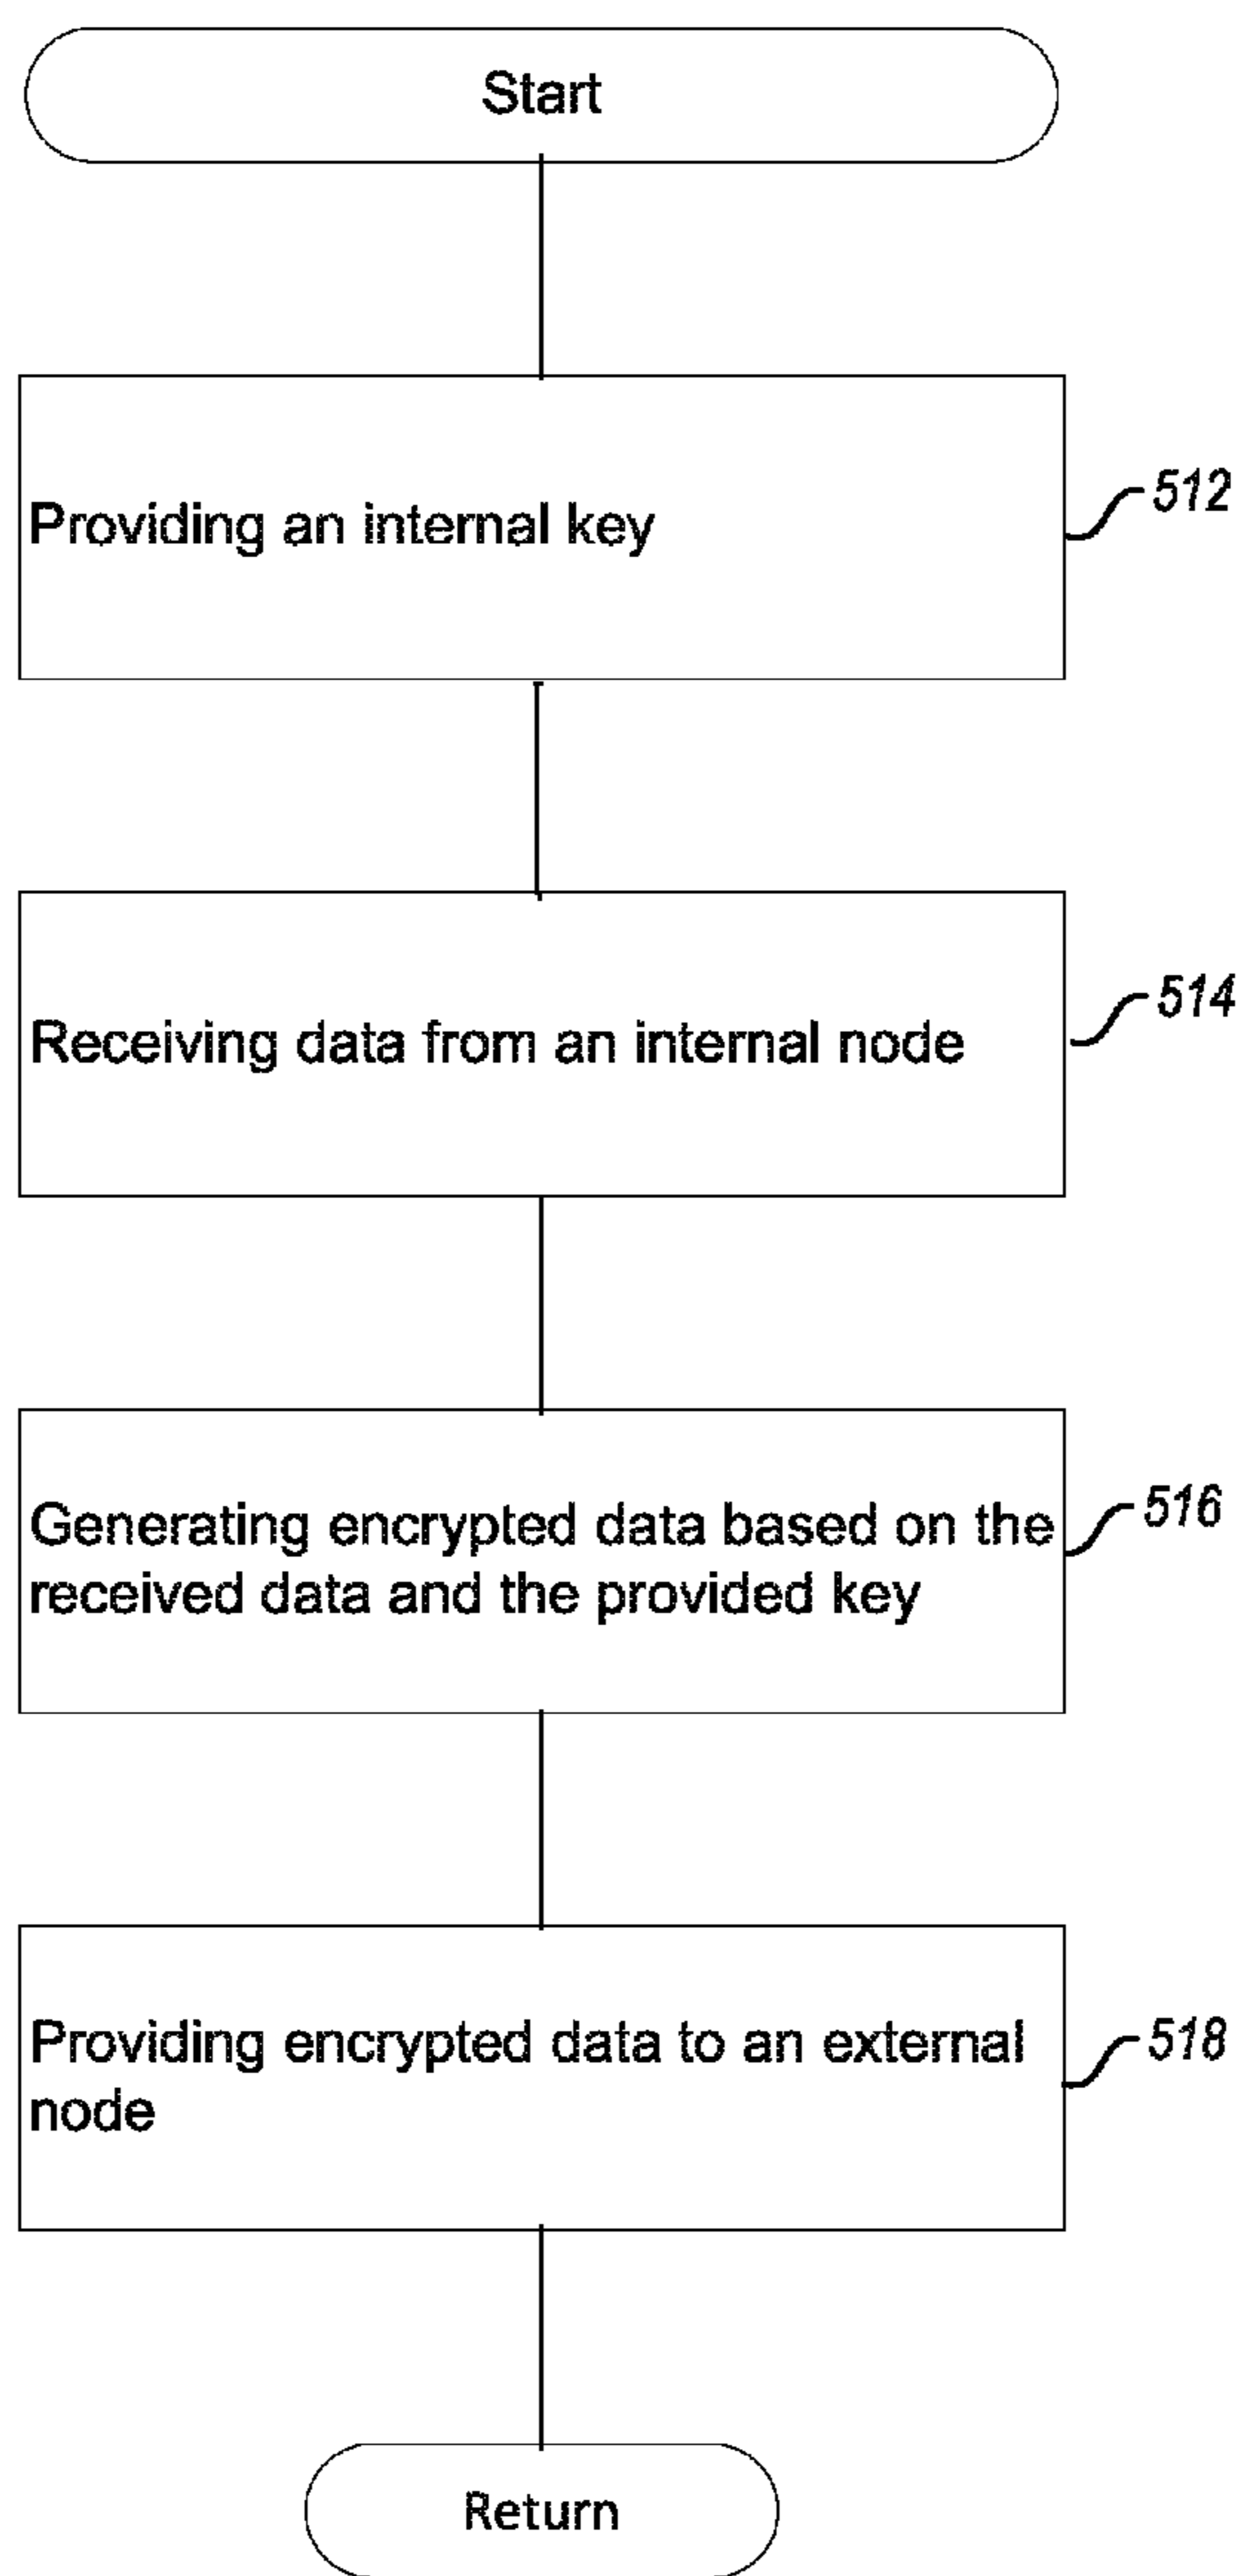 Start
Providing an internal key
512
Receiving data from an internal node
514
Generating encrypted data based on the
received data and the provided key
516
Providing encrypted data to an external
node
518
Return